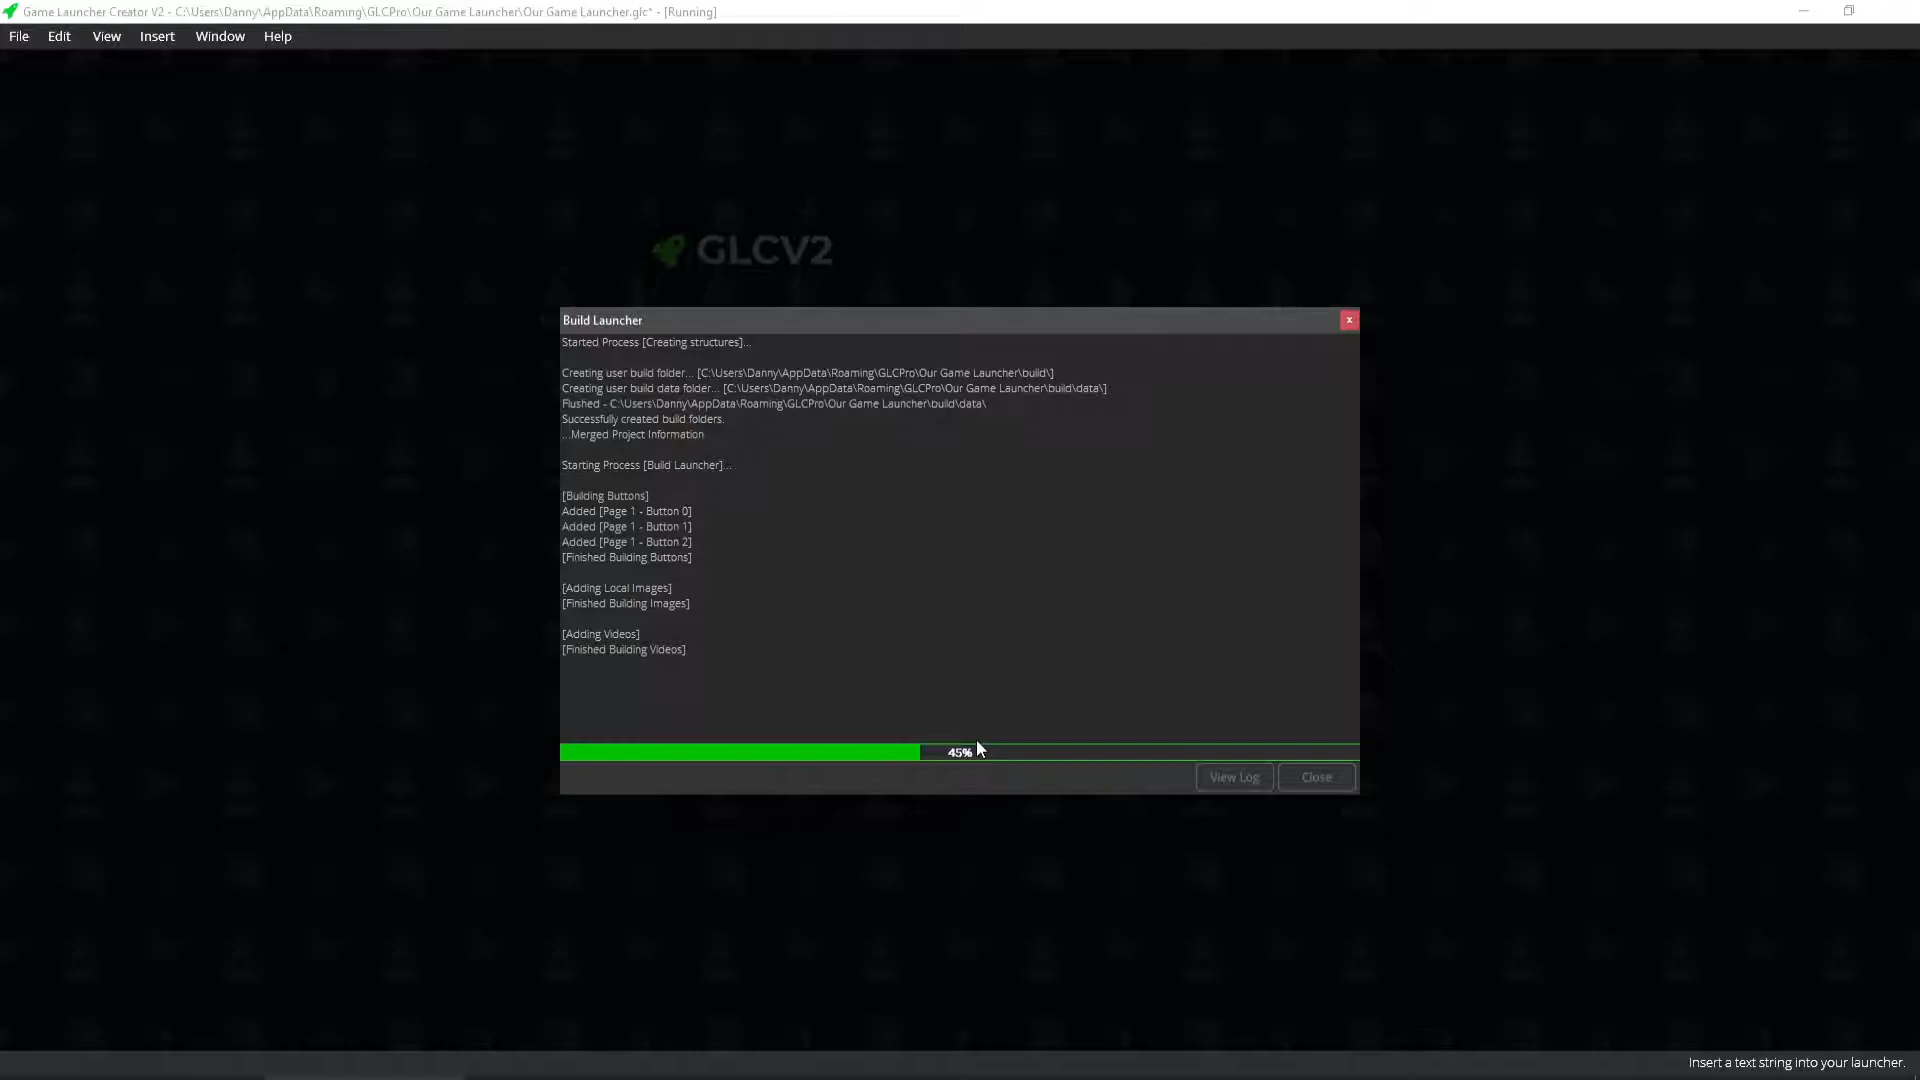 Game Launcher Creator V2 - C:\Users\Danny\AppData\Roaming\GLCPro\Our Game Launcher\Our Game Launcher.glc* - [Running]
File Edit View Insert Window Help
GLCV2
Build Launcher
x
Started Process [Creating structures]...
Creating user build folder... [C:\Users\Danny\AppData\Roaming\GLCPro\Our Game Launcher\build\]
Creating user build data folder... [C:\Users\Danny\AppData\Roaming\GLCPro\Our Game Launcher\build\data\]
Flushed - C:\Users\Danny\AppData\Roaming\GLCPro\Our Game Launcher\build\data\
Successfully created build folders.
...Merged Project Information
Starting Process [Build Launcher]...
[Building Buttons]
Added [Page 1 - Button 0]
Added [Page 1 - Button 1]
Added [Page 1 - Button 2]
[Finished Building Buttons]
[Adding Local Images]
[Finished Building Images]
[Adding Videos]
[Finished Building Videos]
45%
View Log Close
Insert a text string into your launcher.